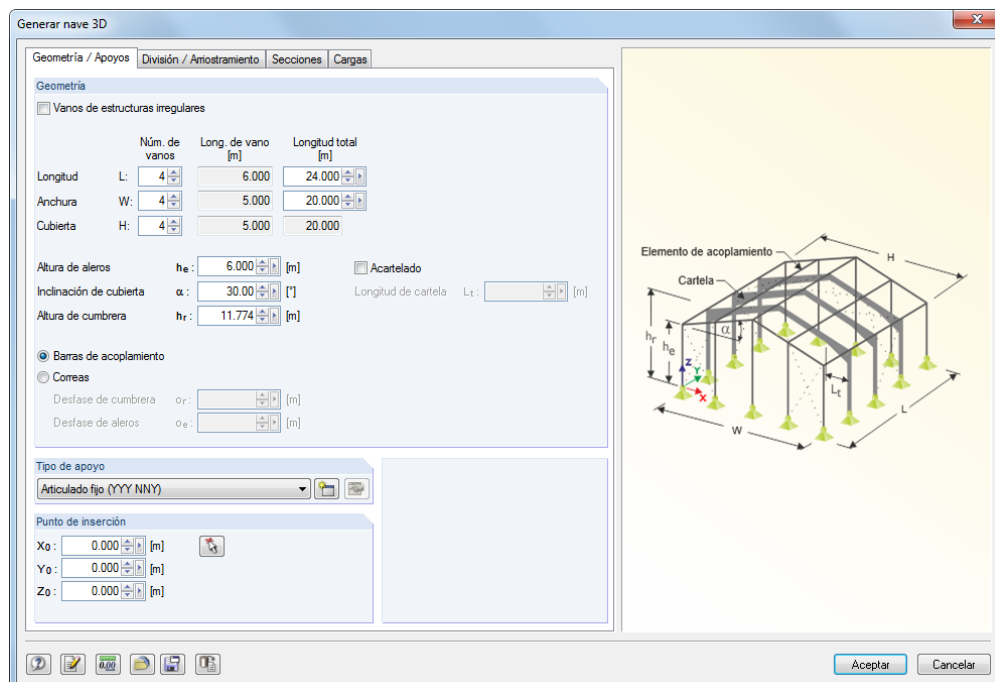 Generar nave 3D
Geometría / Apoyos División / Arriostramiento Secciones Cargas
Geometría
Vanos de estructuras irregulares
Núm. de vanos Long. de vano [m] Longitud total [m]
Longitud L: 4 6.000 24.000
Anchura W: 4 5.000 20.000
Cubierta H: 4 5.000 20.000
Altura de aleros he : 6.000 [m] Acartelado
Inclinación de cubierta α : 30.00 [°] Longitud de cartela Lt : [m]
Altura de cumbrera hr : 11.774 [m]
Barras de acoplamiento
Correas
Desfase de cumbrera or : [m]
Desfase de aleros oe : [m]
Tipo de apoyo
Articulado fijo (YYY NNY)
Punto de inserción
X0 : 0.000 [m]
Y0 : 0.000 [m]
Z0 : 0.000 [m]
Elemento de acoplamiento
H
Cartela
α
hr
he
Z
Y
X
Lt
L
W
0,00
Aceptar Cancelar